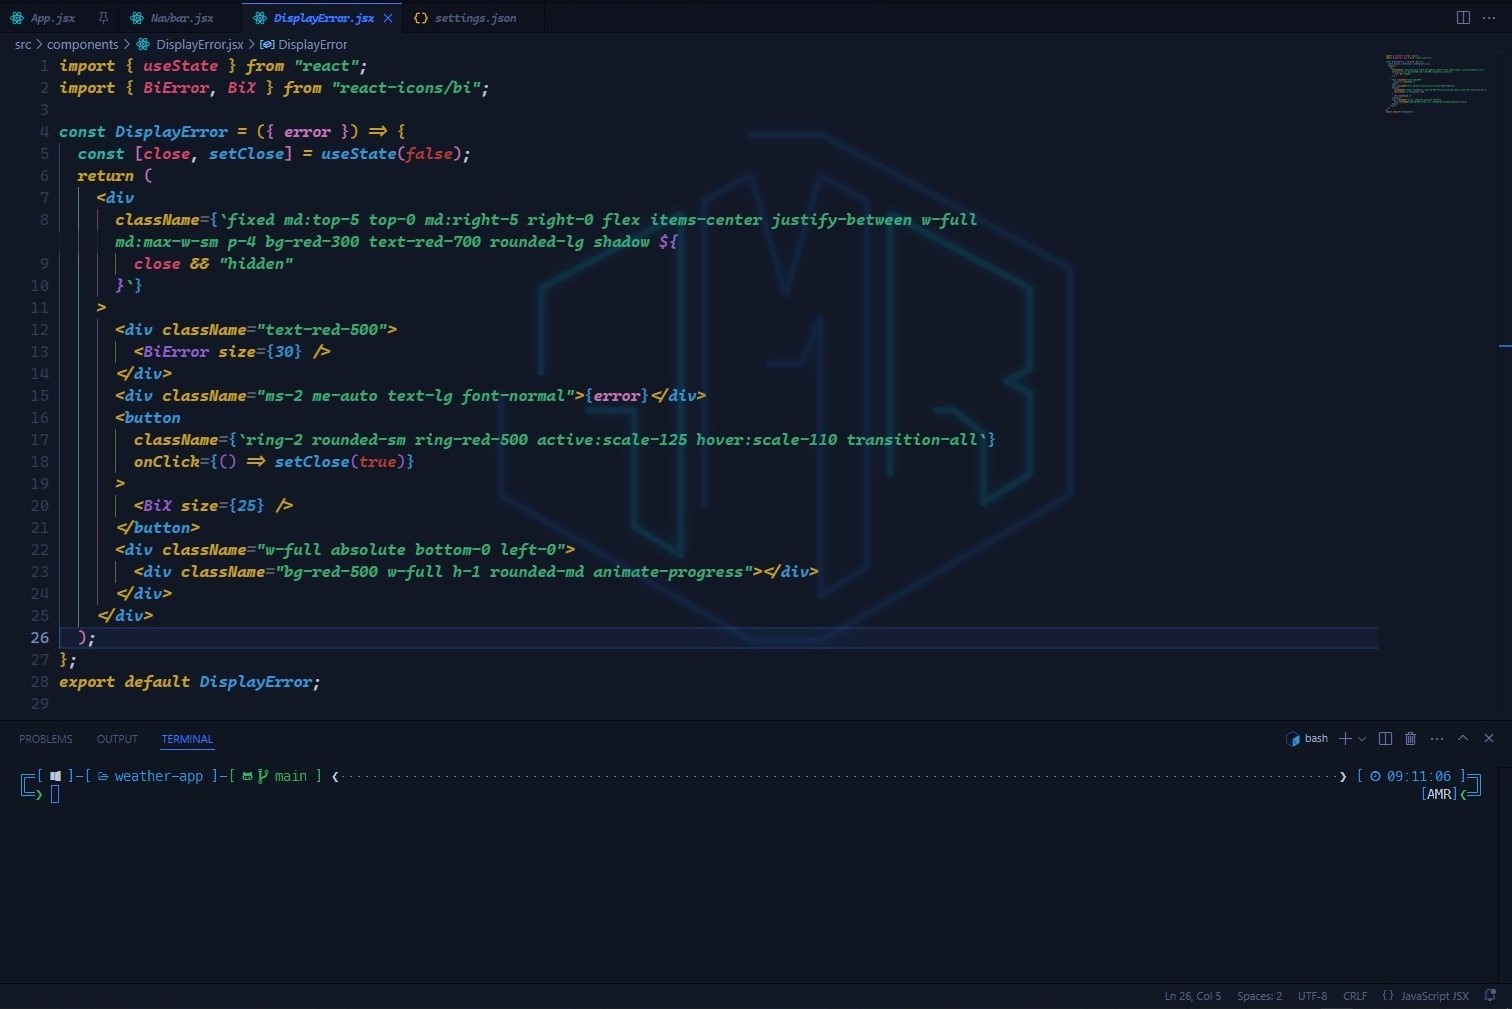 App.jsx Navbar.jsx DisplayError.jsx settings.json
src > components > DisplayError.jsx > DisplayError
1 import { useState } from "react";
2 import { BiError, BiX } from "react-icons/bi";
3
4 const DisplayError = ({ error }) => {
5 const [close, setClose] = useState(false);
6 return (
7 <div
8 className={`fixed md:top-5 top-0 md:right-5 right-0 flex items-center justify-between w-full
md:max-w-sm p-4 bg-red-300 text-red-700 rounded-lg shadow ${
9 close && "hidden"
10 }`}
11 >
12 <div className="text-red-500">
13 <BiError size={30} />
14 </div>
15 <div className="ms-2 me-auto text-lg font-normal">{error}</div>
16 <button
17 className={`ring-2 rounded-sm ring-red-500 active:scale-125 hover:scale-110 transition-all`}
18 onClick={() => setClose(true)}
19 >
20 <BiX size={25} />
21 </button>
22 <div className="w-full absolute bottom-0 left-0">
23 <div className="bg-red-500 w-full h-1 rounded-md animate-progress"></div>
24 </div>
25 </div>
26 );
27 };
28 export default DisplayError;
29
PROBLEMS OUTPUT TERMINAL bash
[ ]-[ weather-app ]-[ main ] [ 09:11:06 ]
[AMR]
Ln 26, Col 5 Spaces: 2 UTF-8 CRLF {} JavaScript JSX